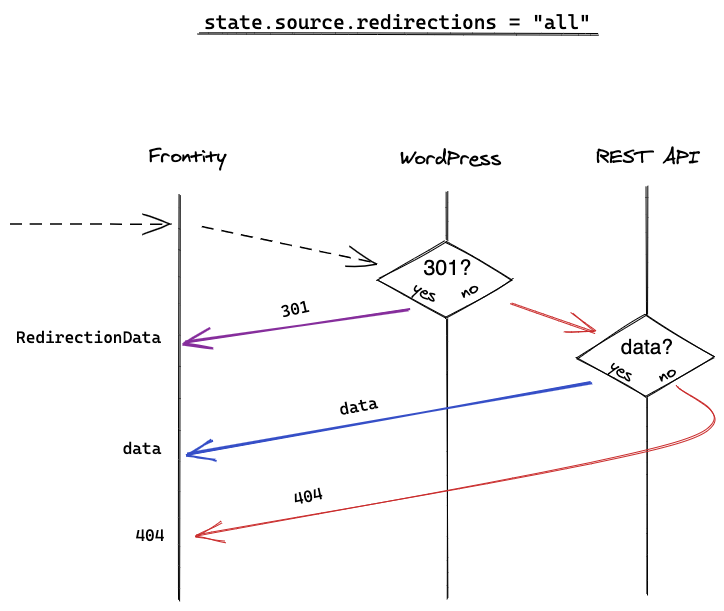 state.source.redirections = "all"
Frontity
WordPress
REST API
301?
yes
no
301
RedirectionData
data?
yes
no
data
data
404
404